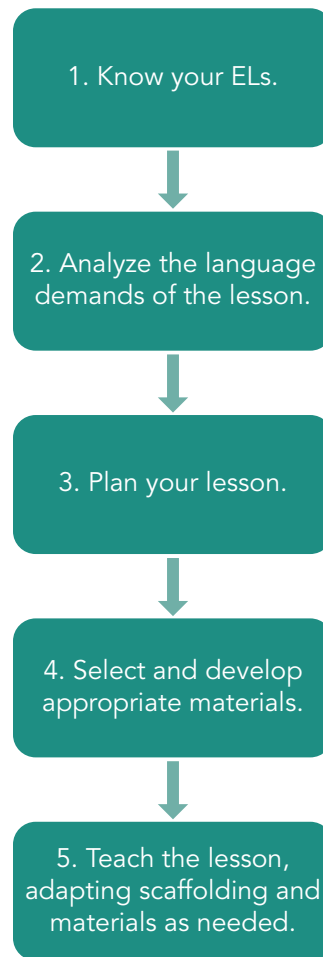 1. Know your ELs.
2. Analyze the language
demands of the lesson.
3. Plan your lesson.
4. Select and develop
appropriate materials.
5. Teach the lesson,
adapting scaffolding and
materials as needed.